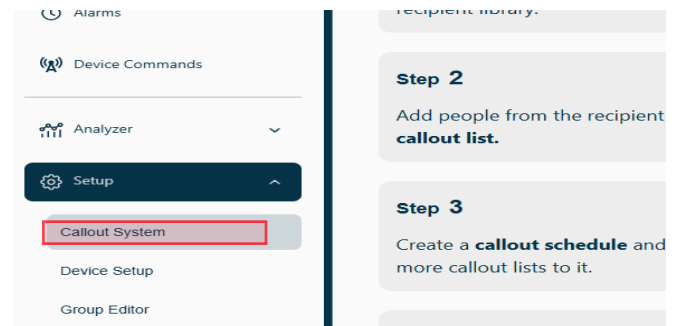 Alarms
Device Commands
Analyzer
Setup
Callout System
Device Setup
Group Editor
recipient library.
Step 2
Add people from the recipient
callout list.
Step 3
Create a callout schedule and
more callout lists to it.